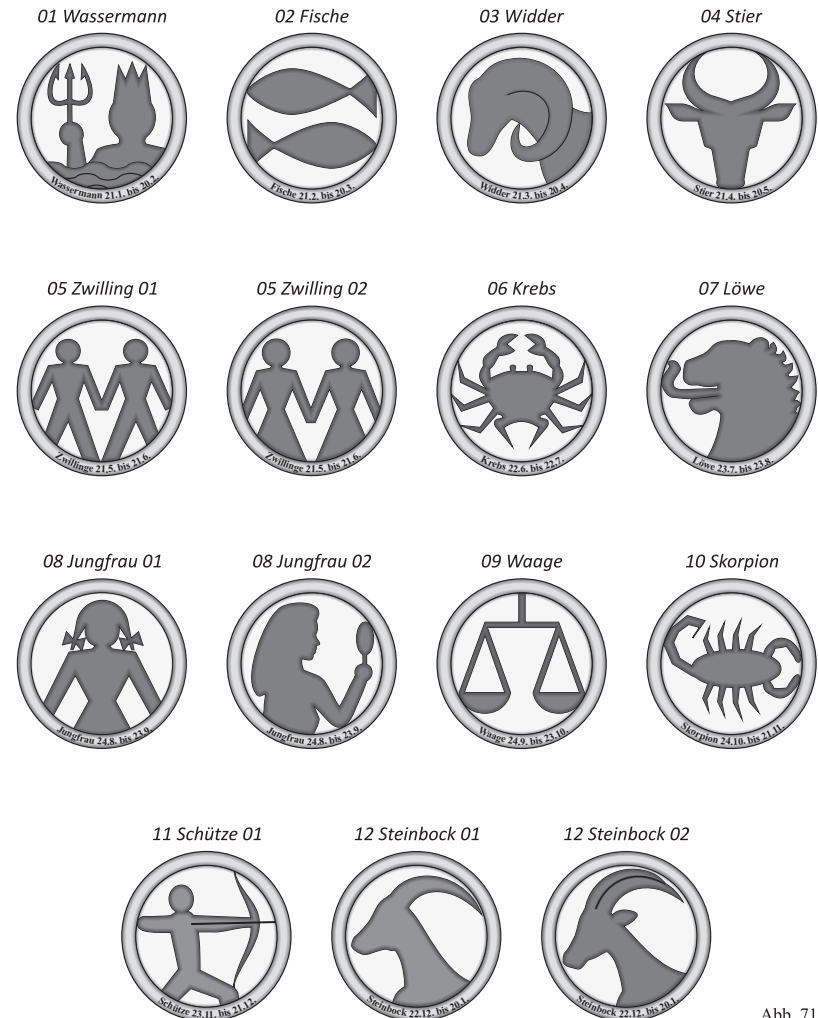 01 Wassermann
02 Fische
03 Widder
04 Stier
Wassermann 21.1. bis 20.2.
Fische 21.2. bis 20.3.
Widder 21.3. bis 20.4.
Stier 21.4. bis 20.5.
05 Zwilling 01
05 Zwilling 02
06 Krebs
07 Löwe
Zwillinge 21.5. bis 21.6.
Zwillinge 21.5. bis 21.6.
Krebs 22.6. bis 22.7.
Löwe 23.7. bis 23.8.
08 Jungfrau 01
08 Jungfrau 02
09 Waage
10 Skorpion
Jungfrau 24.8. bis 23.9.
Jungfrau 24.8. bis 23.9.
Waage 24.9. bis 23.10.
Skorpion 24.10. bis 21.11.
11 Schütze 01
12 Steinbock 01
12 Steinbock 02
Schütze 23.11. bis 21.12.
Steinbock 22.12. bis 20.1.
Steinbock 22.12. bis 20.1.
Abb. 71